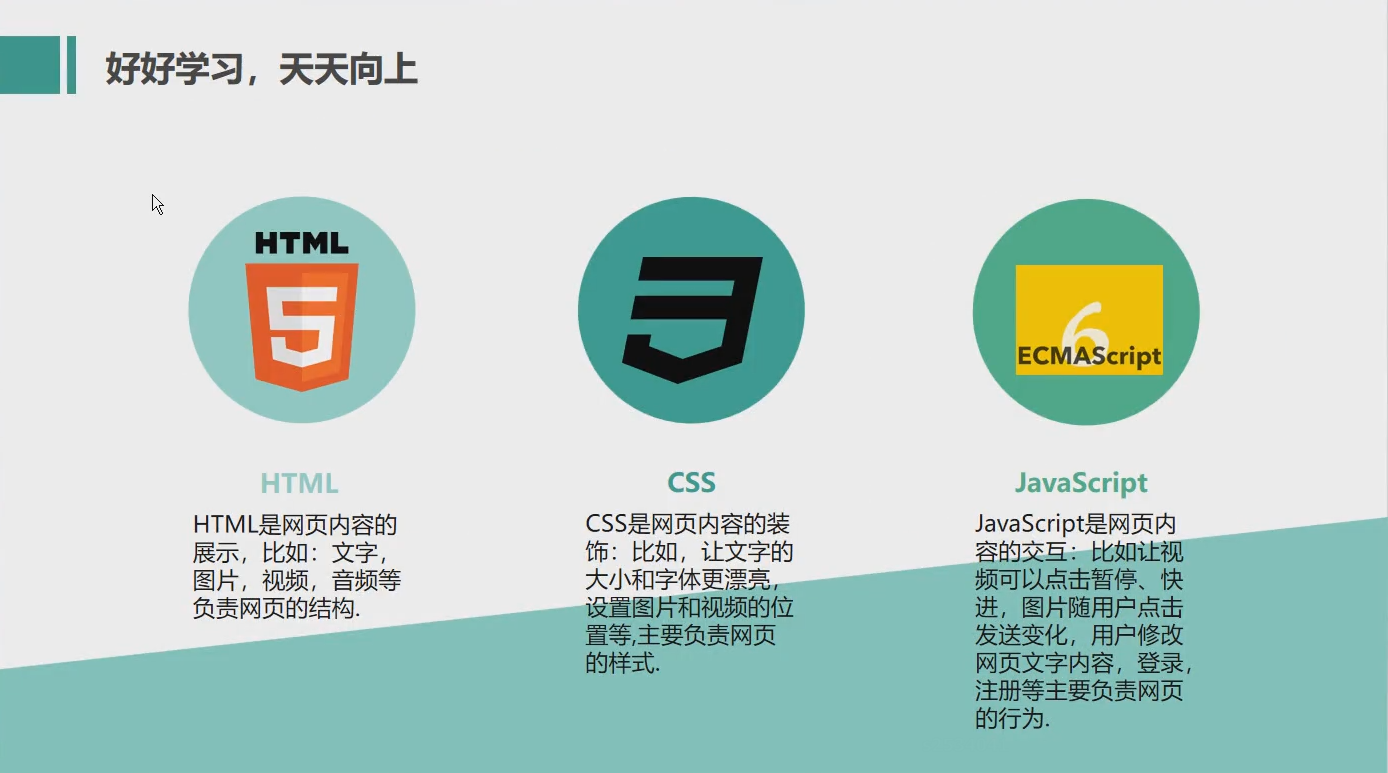 好好学习，天天向上
HTML
5
6
ECMAScript
HTML
HTML是网页内容的
展示，比如：文字，
图片，视频，音频等
负责网页的结构.
CSS
CSS是网页内容的装
饰：比如，让文字的
大小和字体更漂亮，
设置图片和视频的位
置等,主要负责网页
的样式.
JavaScript
JavaScript是网页内
容的交互：比如让视
频可以点击暂停、快
进，图片随用户点击
发送变化，用户修改
网页文字内容，登录，
注册等主要负责网页
的行为.